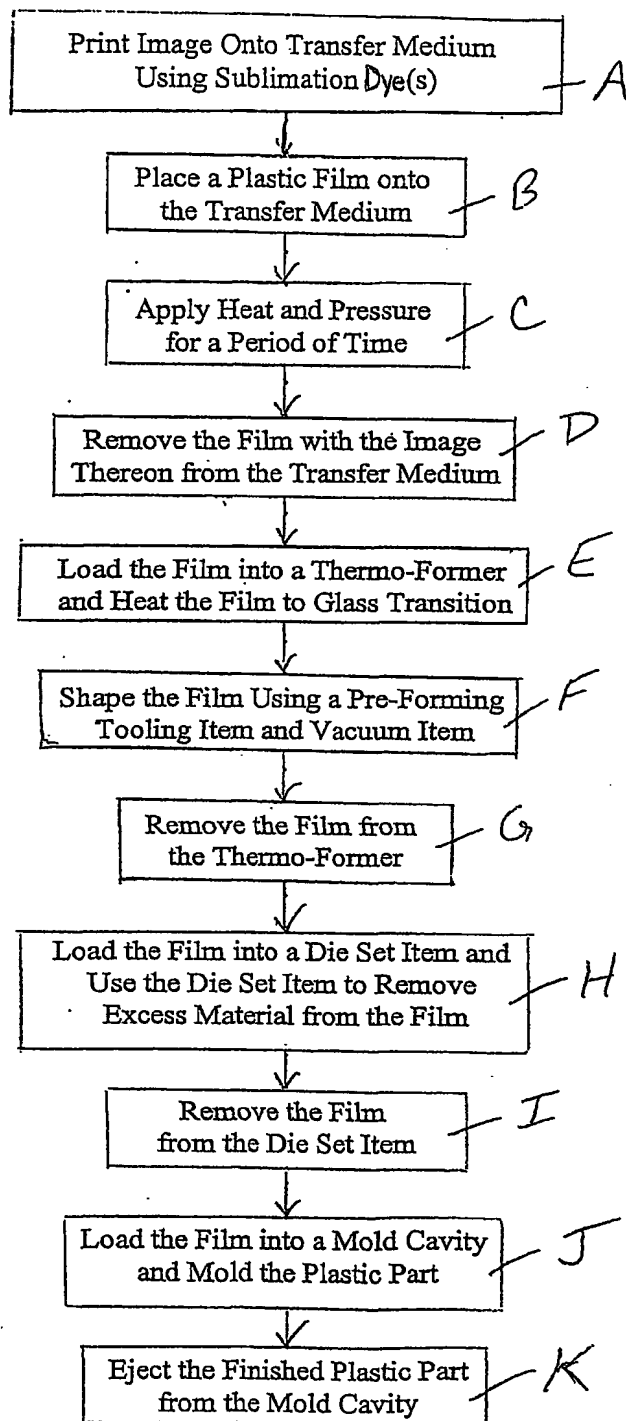 Print Image Onto Transfer Medium
Using Sublimation Dye(s)
A
Place a Plastic Film onto
the Transfer Medium
B
Apply Heat and Pressure
for a Period of Time
C
Remove the Film with the Image
Thereon from the Transfer Medium
D
Load the Film into a Thermo-Former
and Heat the Film to Glass Transition
E
Shape the Film Using a Pre-Forming
Tooling Item and Vacuum Item
F
Remove the Film from
the Thermo-Former
G
Load the Film into a Die Set Item and
Use the Die Set Item to Remove
Excess Material from the Film
H
Remove the Film
from the Die Set Item
I
Load the Film into a Mold Cavity
and Mold the Plastic Part
J
Eject the Finished Plastic Part
from the Mold Cavity
K